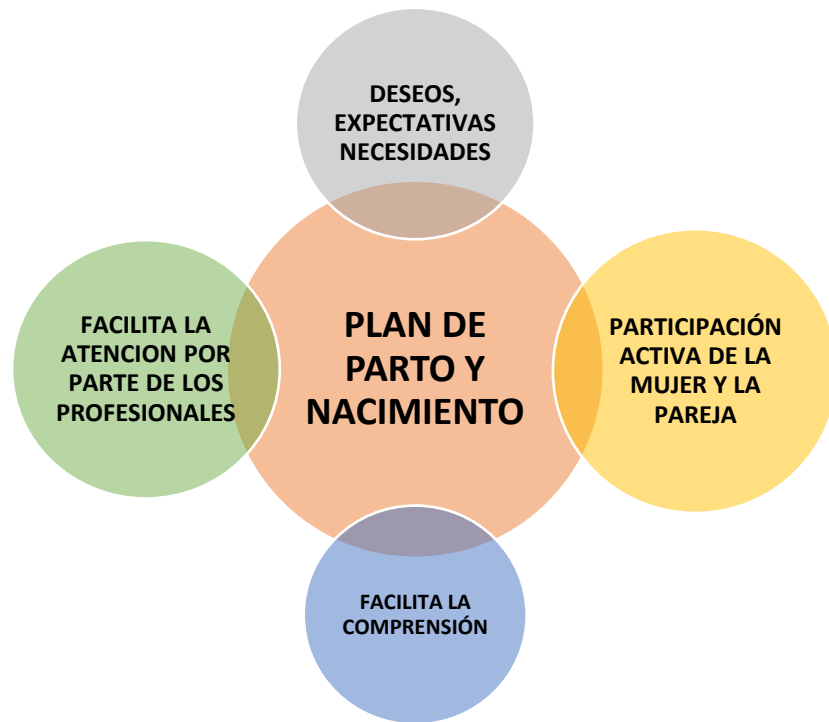 DESEOS,
EXPECTATIVAS
NECESIDADES
FACILITA LA
ATENCION POR
PARTE DE LOS
PROFESIONALES
PLAN DE
PARTO Y
NACIMIENTO
PARTICIPACIÓN
ACTIVA DE LA
MUJER Y LA
PAREJA
FACILITA LA
COMPRENSIÓN